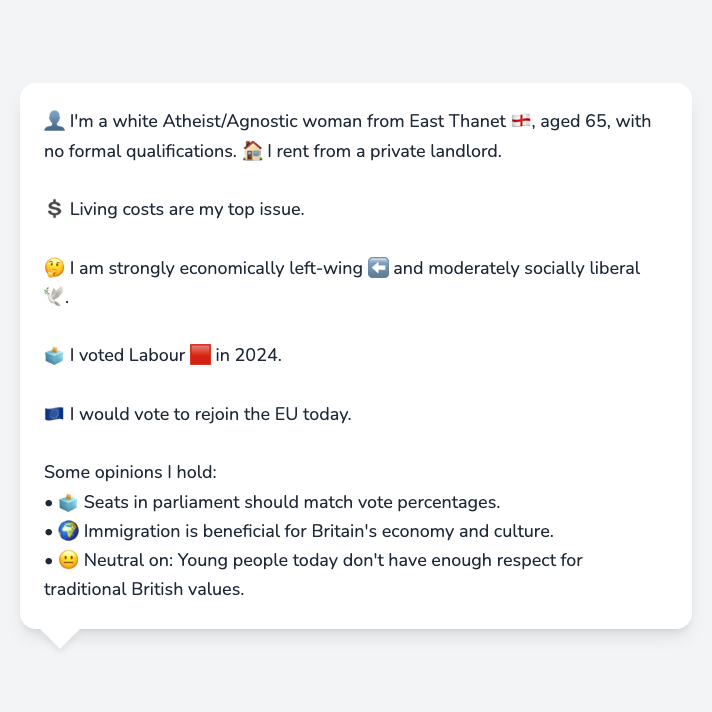 👤 I'm a white Atheist/Agnostic woman from East Thanet 🏴󠁧󠁢󠁥󠁮󠁧󠁿, aged 65, with
no formal qualifications. 🏠 I rent from a private landlord.
💲 Living costs are my top issue.
🤔 I am strongly economically left-wing ⬅️ and moderately socially liberal
🕊️.
🗳️ I voted Labour 🟥 in 2024.
🇪🇺 I would vote to rejoin the EU today.
Some opinions I hold:
• 🗳️ Seats in parliament should match vote percentages.
• 🌍 Immigration is beneficial for Britain's economy and culture.
• 😐 Neutral on: Young people today don't have enough respect for
traditional British values.